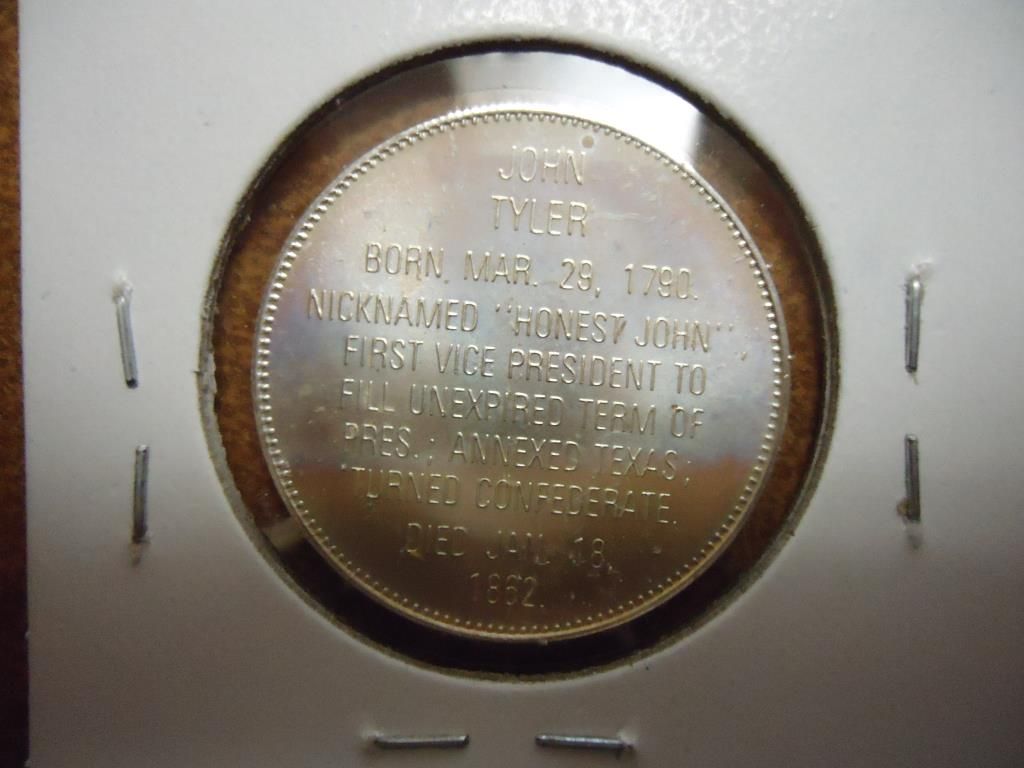 JOHN
TYLER
BORN. MAR. 29, 1790.
NICKNAMED "HONEST JOHN"
FIRST VICE PRESIDENT TO
FILL UNEXPIRED TERM OF
PRES.; ANNEXED TEXAS;
TURNED CONFEDERATE.
DIED JAN. 18,
1862.